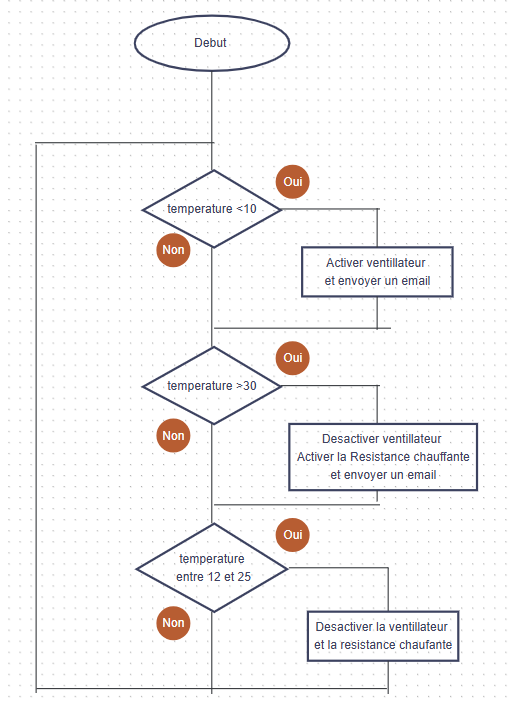 Debut
Oui
temperature <10
Non
Activer ventillateur
et envoyer un email
Oui
temperature >30
Non
Desactiver ventillateur
Activer la Resistance chauffante
et envoyer un email
Oui
temperature
entre 12 et 25
Non
Desactiver la ventillateur
et la resistance chaufante